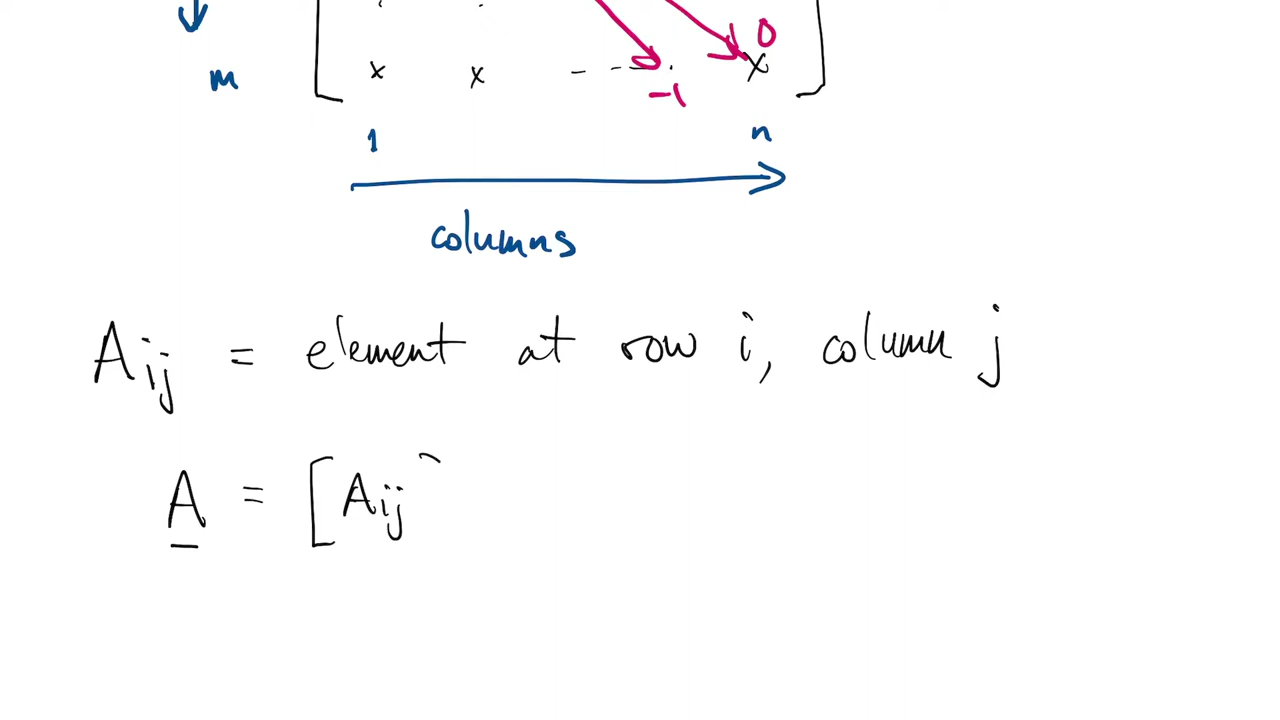 0
m x x - - - - . x
-1
1 n
columns
Aij = element at row i, column j
A = [Aij